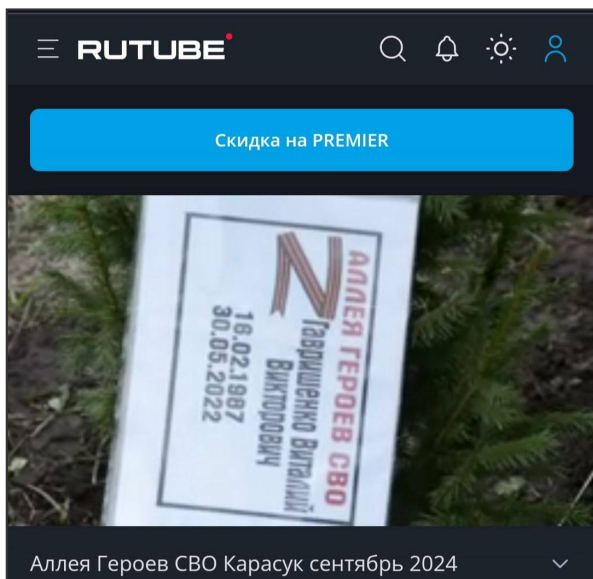 RUTUBE
Скидка на PREMIER
АЛЛЕЯ ГЕРОЕВ СВО
Гаврищенко Виталий
Викторович
16.02.1987
30.05.2022
Аллея Героев СВО Карасук сентябрь 2024